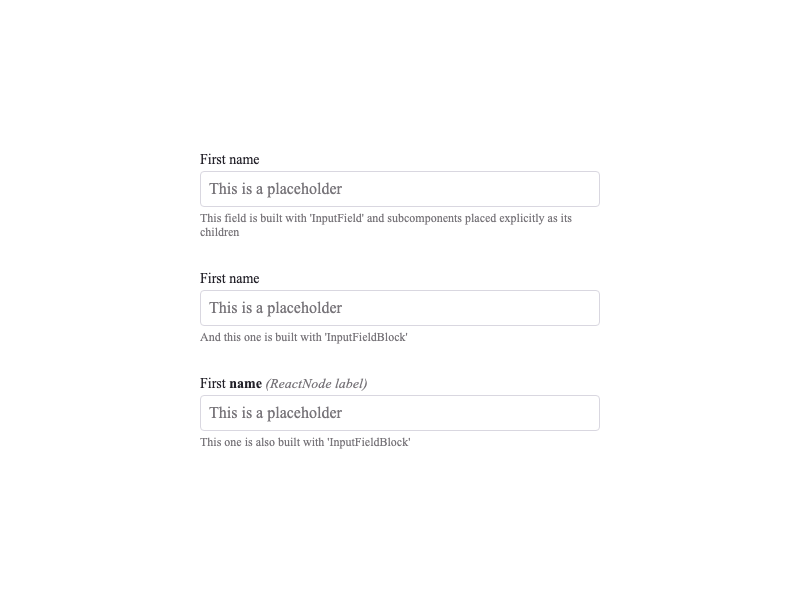 First name
This is a placeholder
This field is built with 'InputField' and subcomponents placed explicitly as its
children
First name
This is a placeholder
And this one is built with 'InputFieldBlock'
First name (ReactNode label)
This is a placeholder
This one is also built with 'InputFieldBlock'